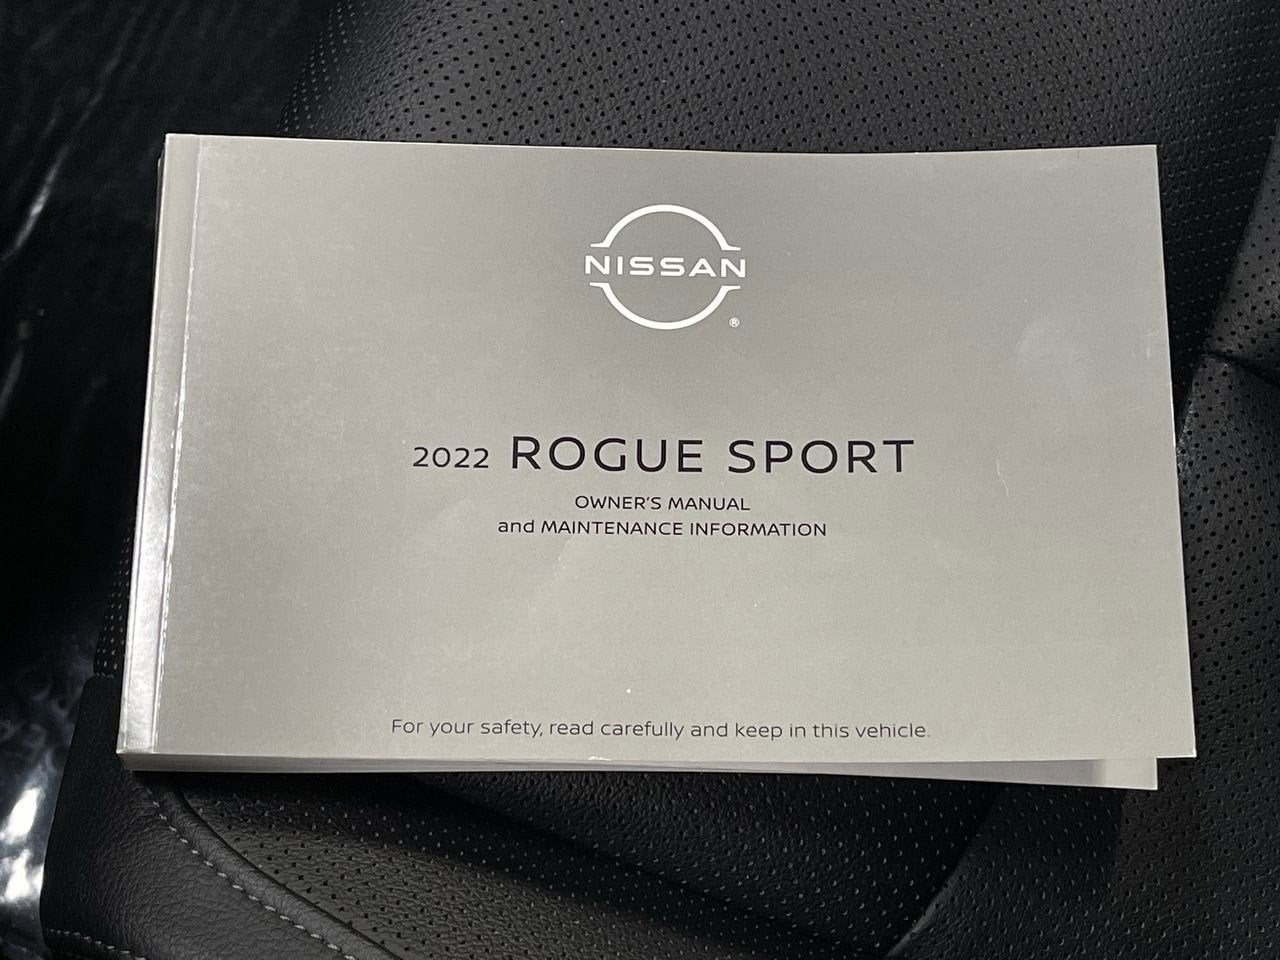 NISSAN
®
2022 ROGUE SPORT
OWNER'S MANUAL
and MAINTENANCE INFORMATION
For your safety, read carefully and keep in this vehicle.